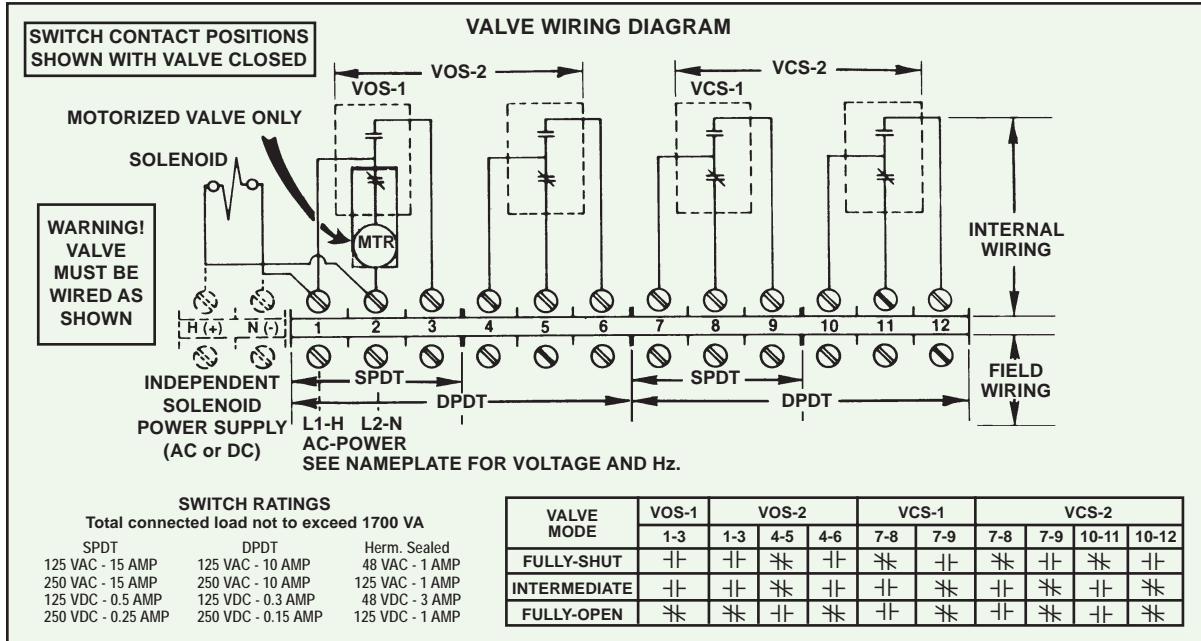 VALVE WIRING DIAGRAM
SWITCH CONTACT POSITIONS
SHOWN WITH VALVE CLOSED
VOS-2
VCS-2
VOS-1
VCS-1
MOTORIZED VALVE ONLY
SOLENOID
WARNING!
VALVE
MUST BE
WIRED AS
SHOWN
MTR
INTERNAL
WIRING
H (+) N (-) 1 2 3 4 5 6 7 8 9 10 11 12
INDEPENDENT
SOLENOID
POWER SUPPLY
(AC or DC)
SPDT
DPDT
SPDT
DPDT
FIELD
WIRING
L1-H L2-N
AC-POWER
SEE NAMEPLATE FOR VOLTAGE AND Hz.
SWITCH RATINGS
Total connected load not to exceed 1700 VA
SPDT DPDT Herm. Sealed
125 VAC - 15 AMP 125 VAC - 10 AMP 48 VAC - 1 AMP
250 VAC - 15 AMP 250 VAC - 10 AMP 125 VAC - 1 AMP
125 VDC - 0.5 AMP 125 VDC - 0.3 AMP 48 VDC - 3 AMP
250 VDC - 0.25 AMP 250 VDC - 0.15 AMP 125 VDC - 1 AMP
VALVE MODE VOS-1 VOS-2 VCS-1 VCS-2
1-3 1-3 4-5 4-6 7-8 7-9 7-8 7-9 10-11 10-12
FULLY-SHUT
INTERMEDIATE
FULLY-OPEN